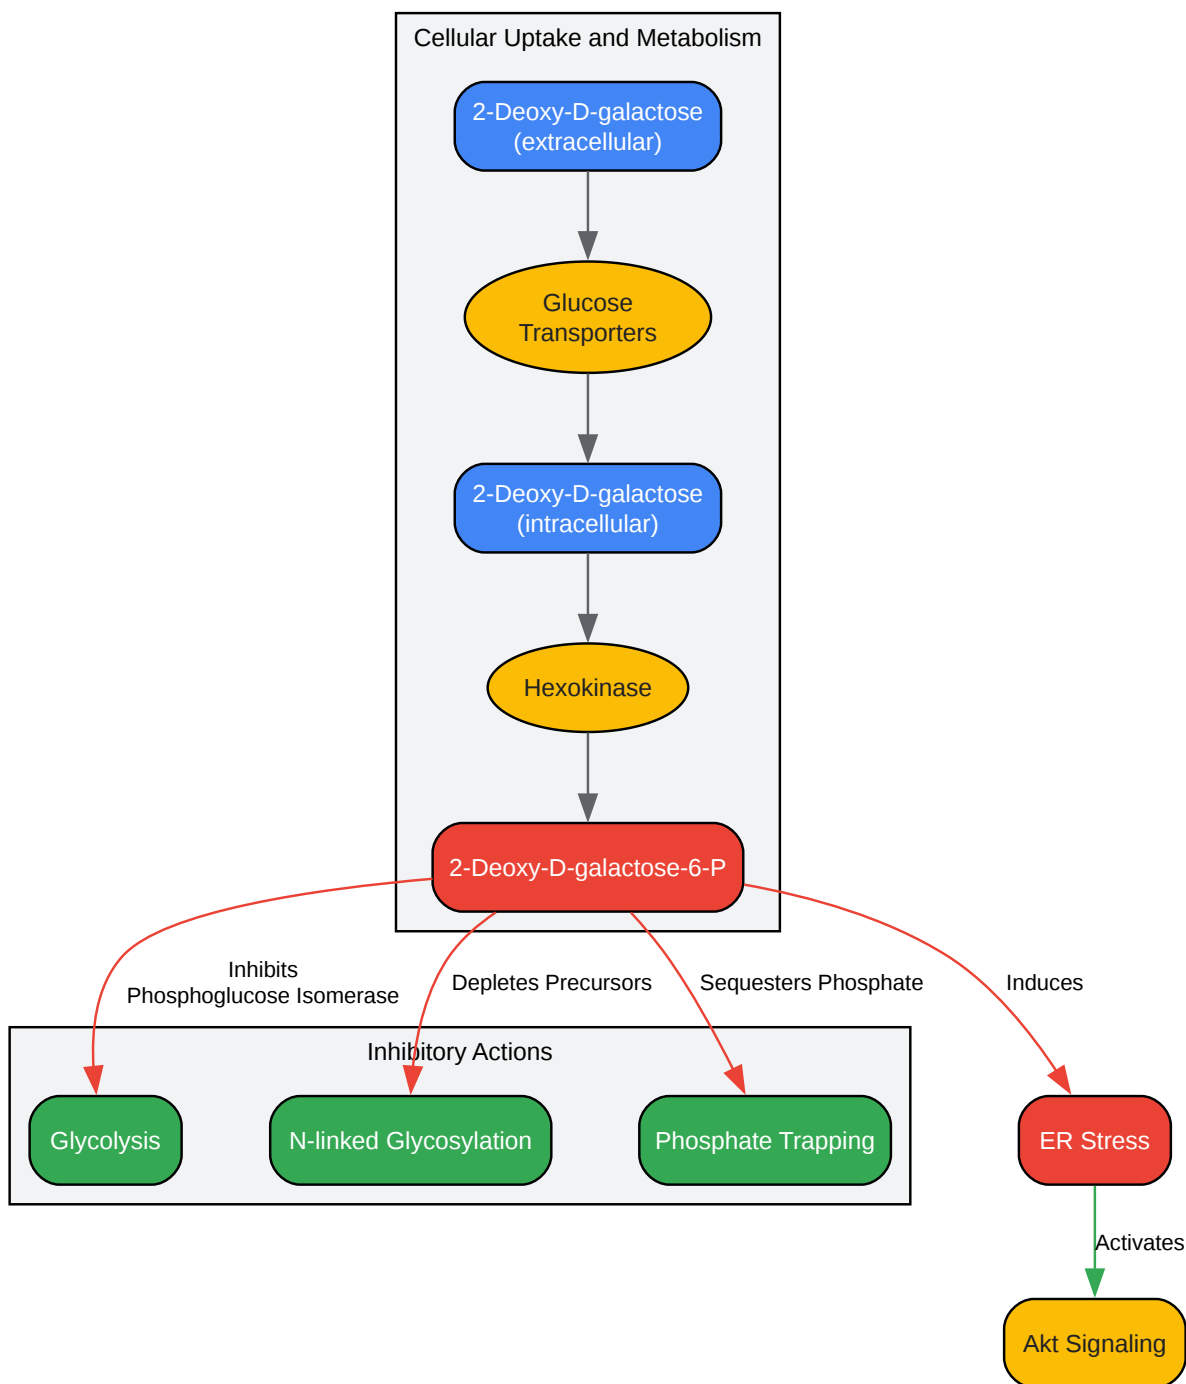 Cellular Uptake and Metabolism
2-Deoxy-D-galactose
(extracellular)
Glucose
Transporters
2-Deoxy-D-galactose
(intracellular)
Hexokinase
2-Deoxy-D-galactose-6-P
Inhibits
Phosphoglucose Isomerase
Depletes Precursors
Sequesters Phosphate
Induces
Inhibitory Actions
Glycolysis
N-linked Glycosylation
Phosphate Trapping
ER Stress
Activates
Akt Signaling